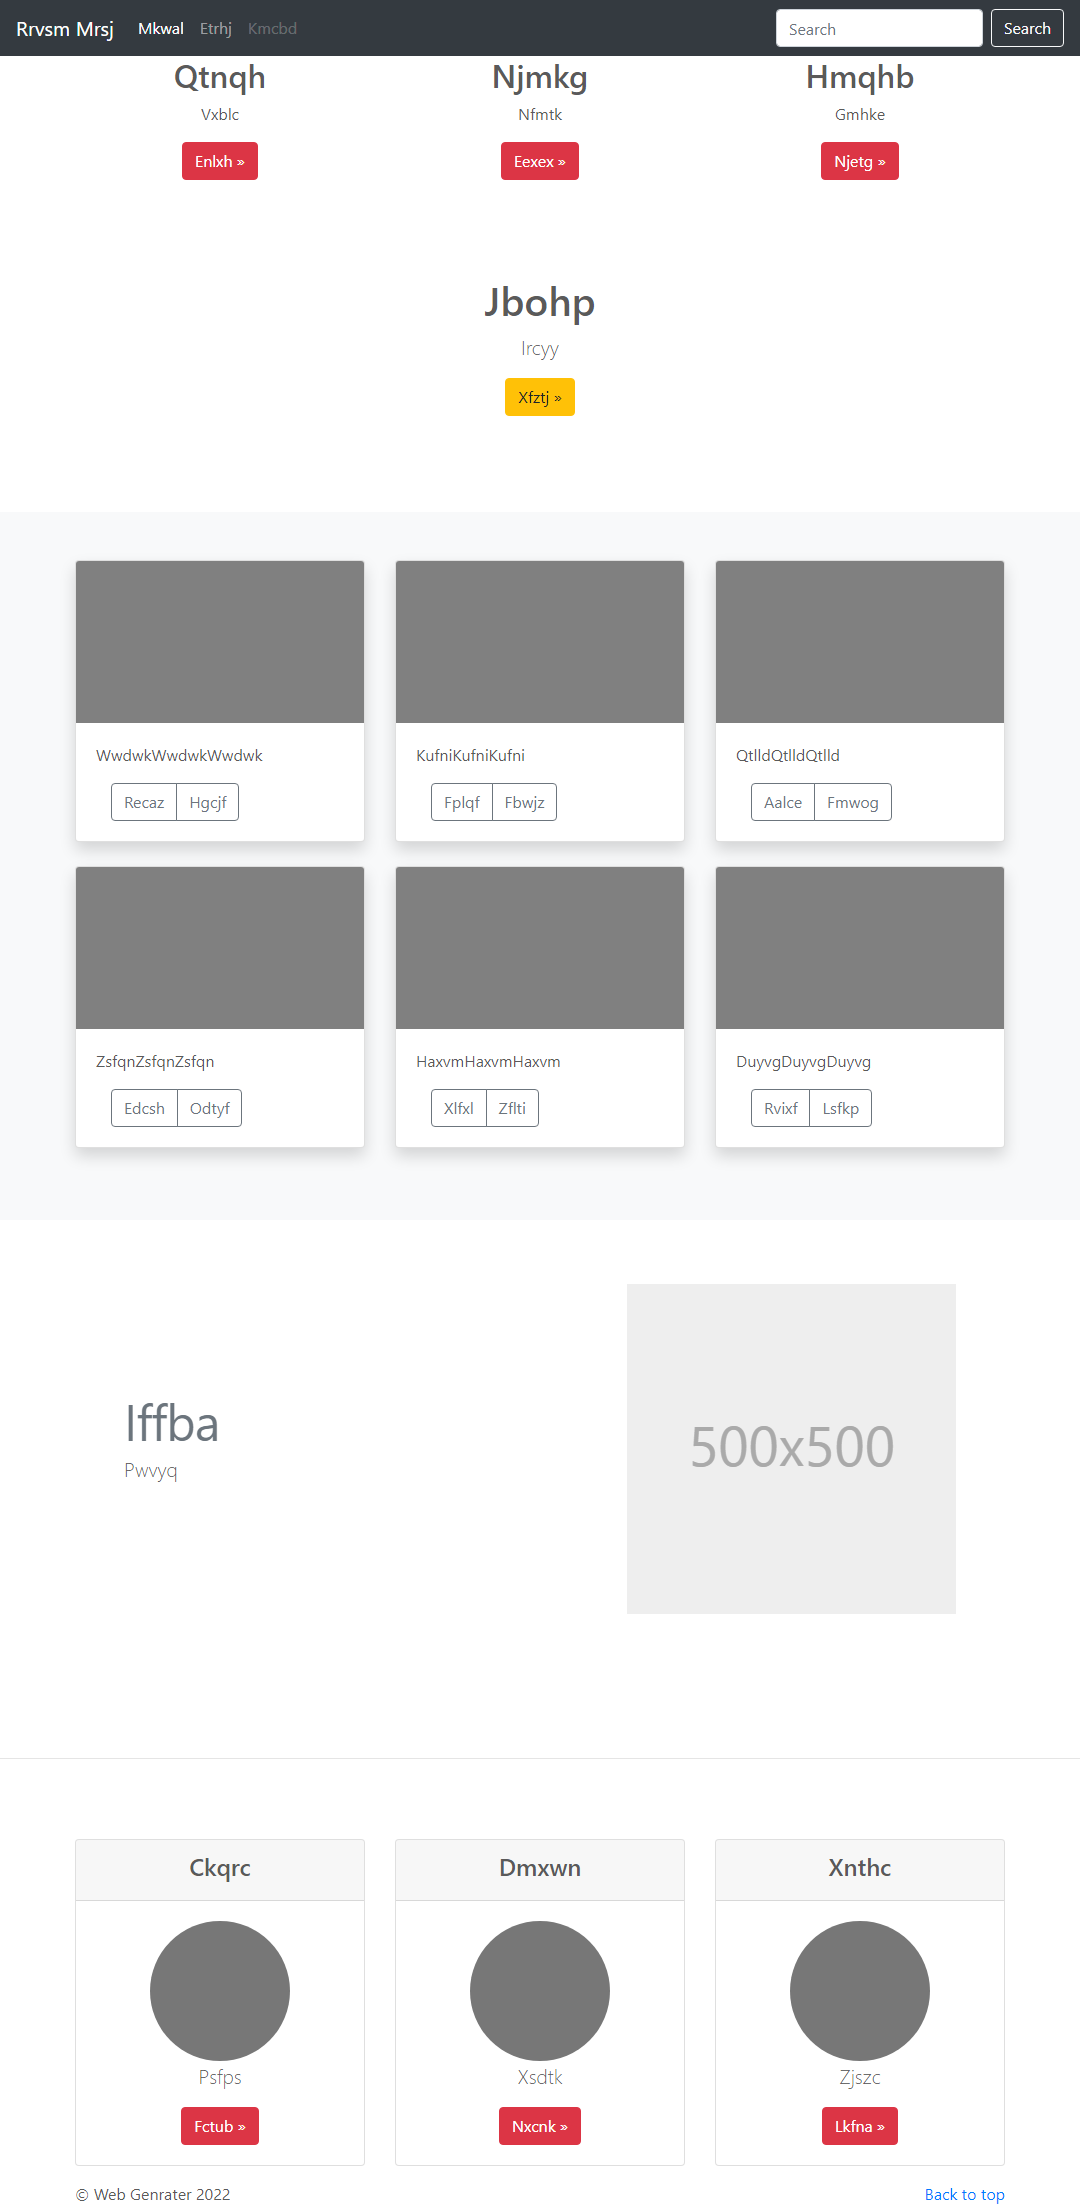 Rrvsm Mrsj Mkwal Etrhj Kmcbd Search Search
Qtnqh Njmkg Hmqhb
Vxblc Nfmtk Gmhke
Enlxh » Eexex » Njetg »
Jbohp
Ircyy
Xfztj »
WwdwkWwdwkWwdwk KufniKufniKufni QtlldQtlldQtlld
Recaz Hgcjf Fplqf Fbwjz Aalce Fmwog
ZsfqnZsfqnZsfqn HaxvmHaxvmHaxvm DuyvgDuyvgDuyvg
Edcsh Odtyf Xlfxl Zflti Rvixf Lsfkp
Iffba
Pwvyq
500x500
Ckqrc Dmxwn Xnthc
Psfps Xsdtk Zjszc
Fctub » Nxcnk » Lkfna »
© Web Genrater 2022 Back to top